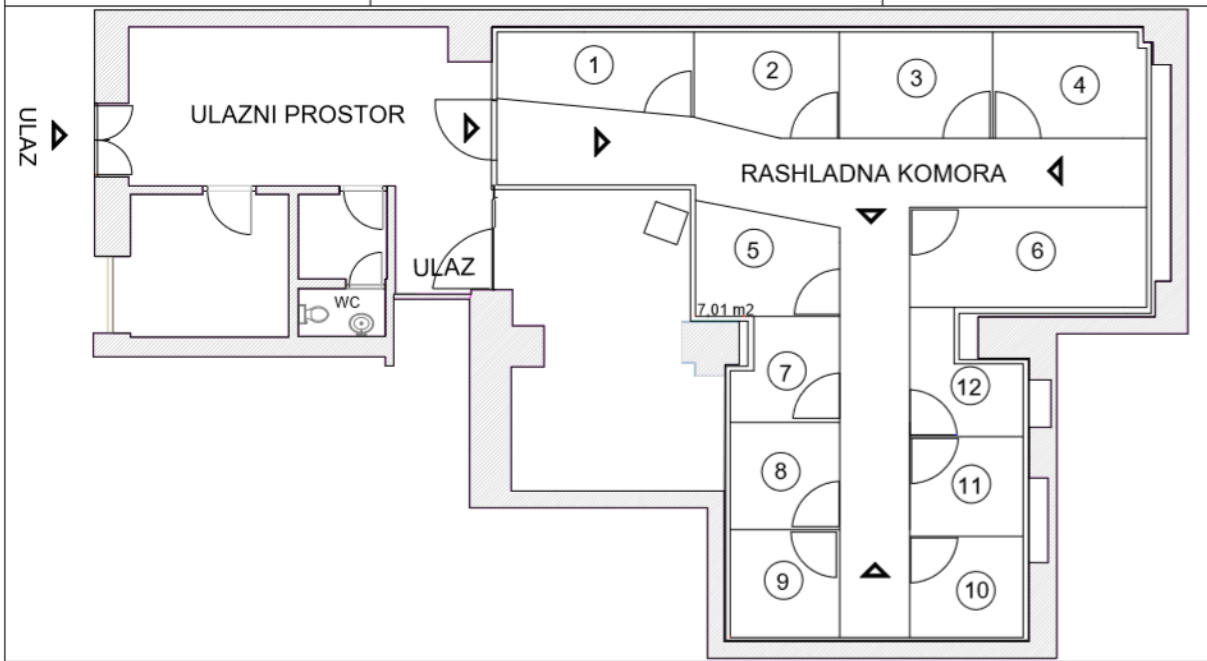 1
2
3
4
ULAZ
ULAZNI PROSTOR
RASHLADNA KOMORA
5
6
ULAZ
WC
7,01 m2
7
12
8
11
9
10